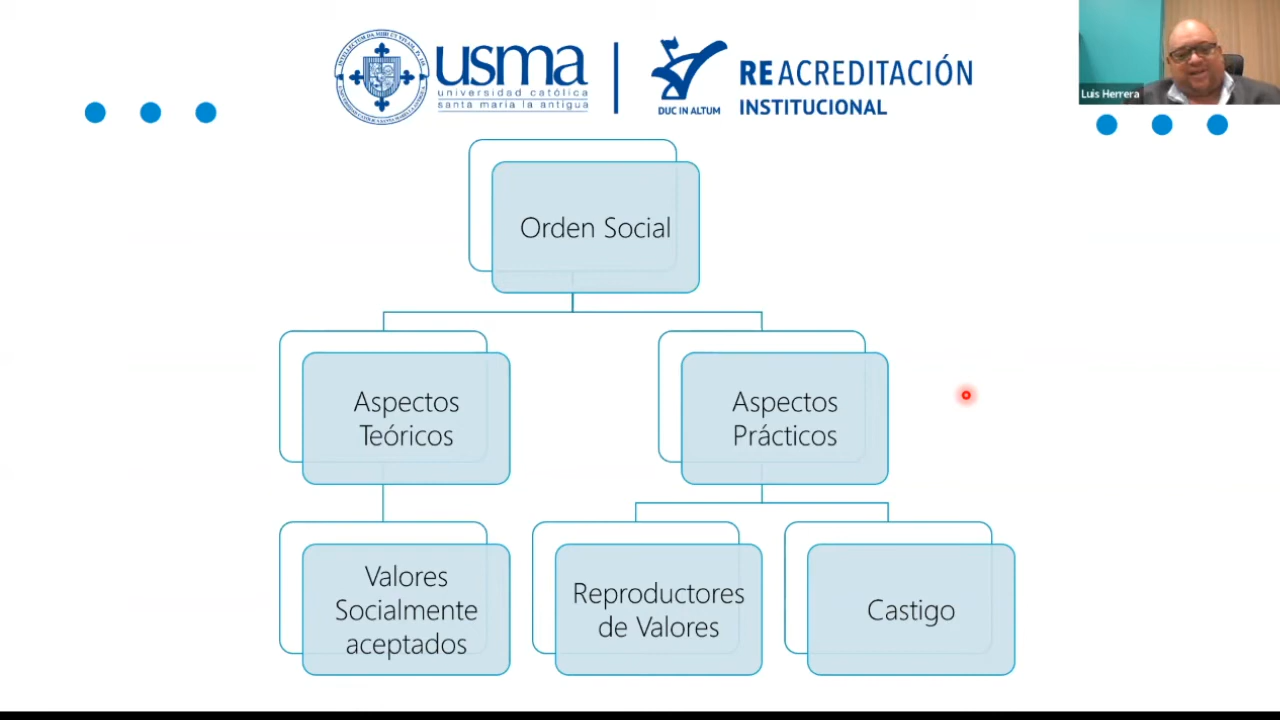 usma
universidad católica
santa maría la antigua
DUC IN ALTUM
REACREDITACIÓN
INSTITUCIONAL
Luis Herrera
Orden Social
Aspectos
Teóricos
Aspectos
Prácticos
Valores
Socialmente
aceptados
Reproductores
de Valores
Castigo